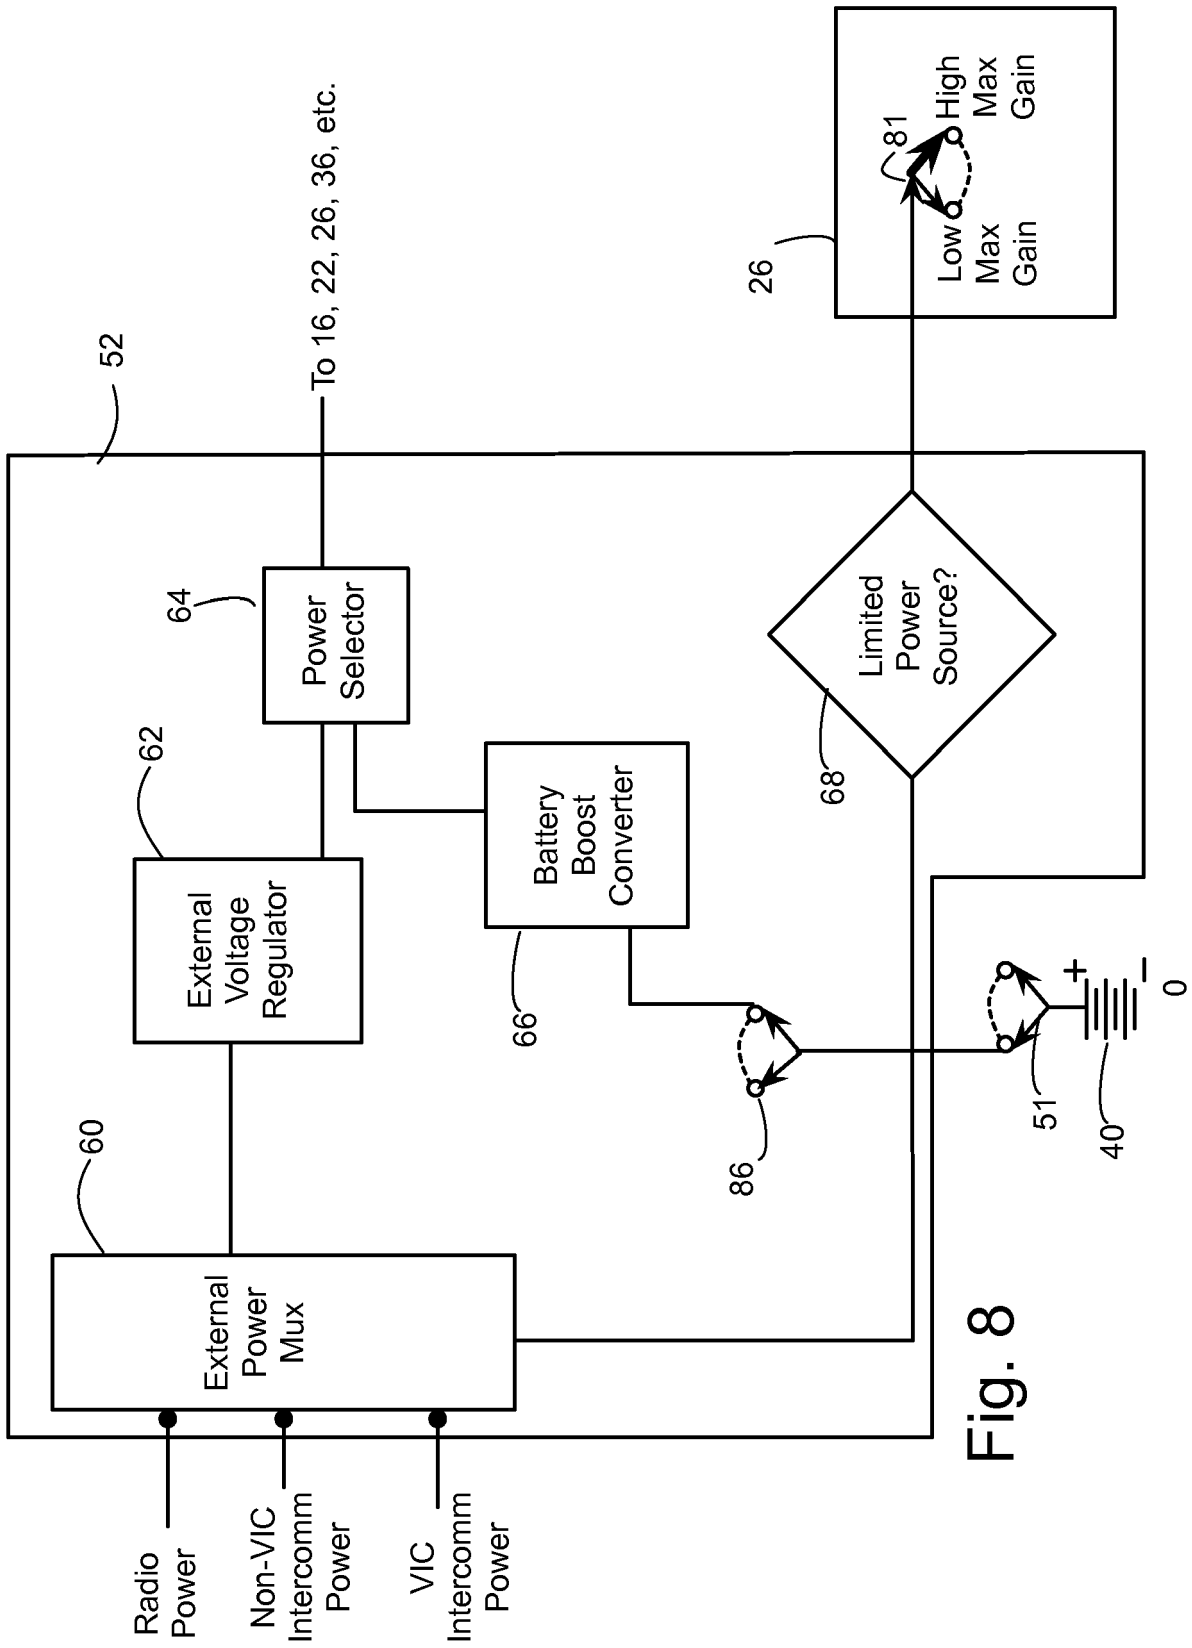 Radio
Power
Non-VIC
Intercomm
Power
VIC
Intercomm
Power
60
External
Power
Mux
62
External
Voltage
Regulator
64
Power
Selector
52
To 16, 22, 26, 36, etc.
66
Battery
Boost
Converter
86
51
40
+
–
0
68
Limited
Power
Source?
26
81
Low
Max
Gain
High
Max
Gain
Fig. 8